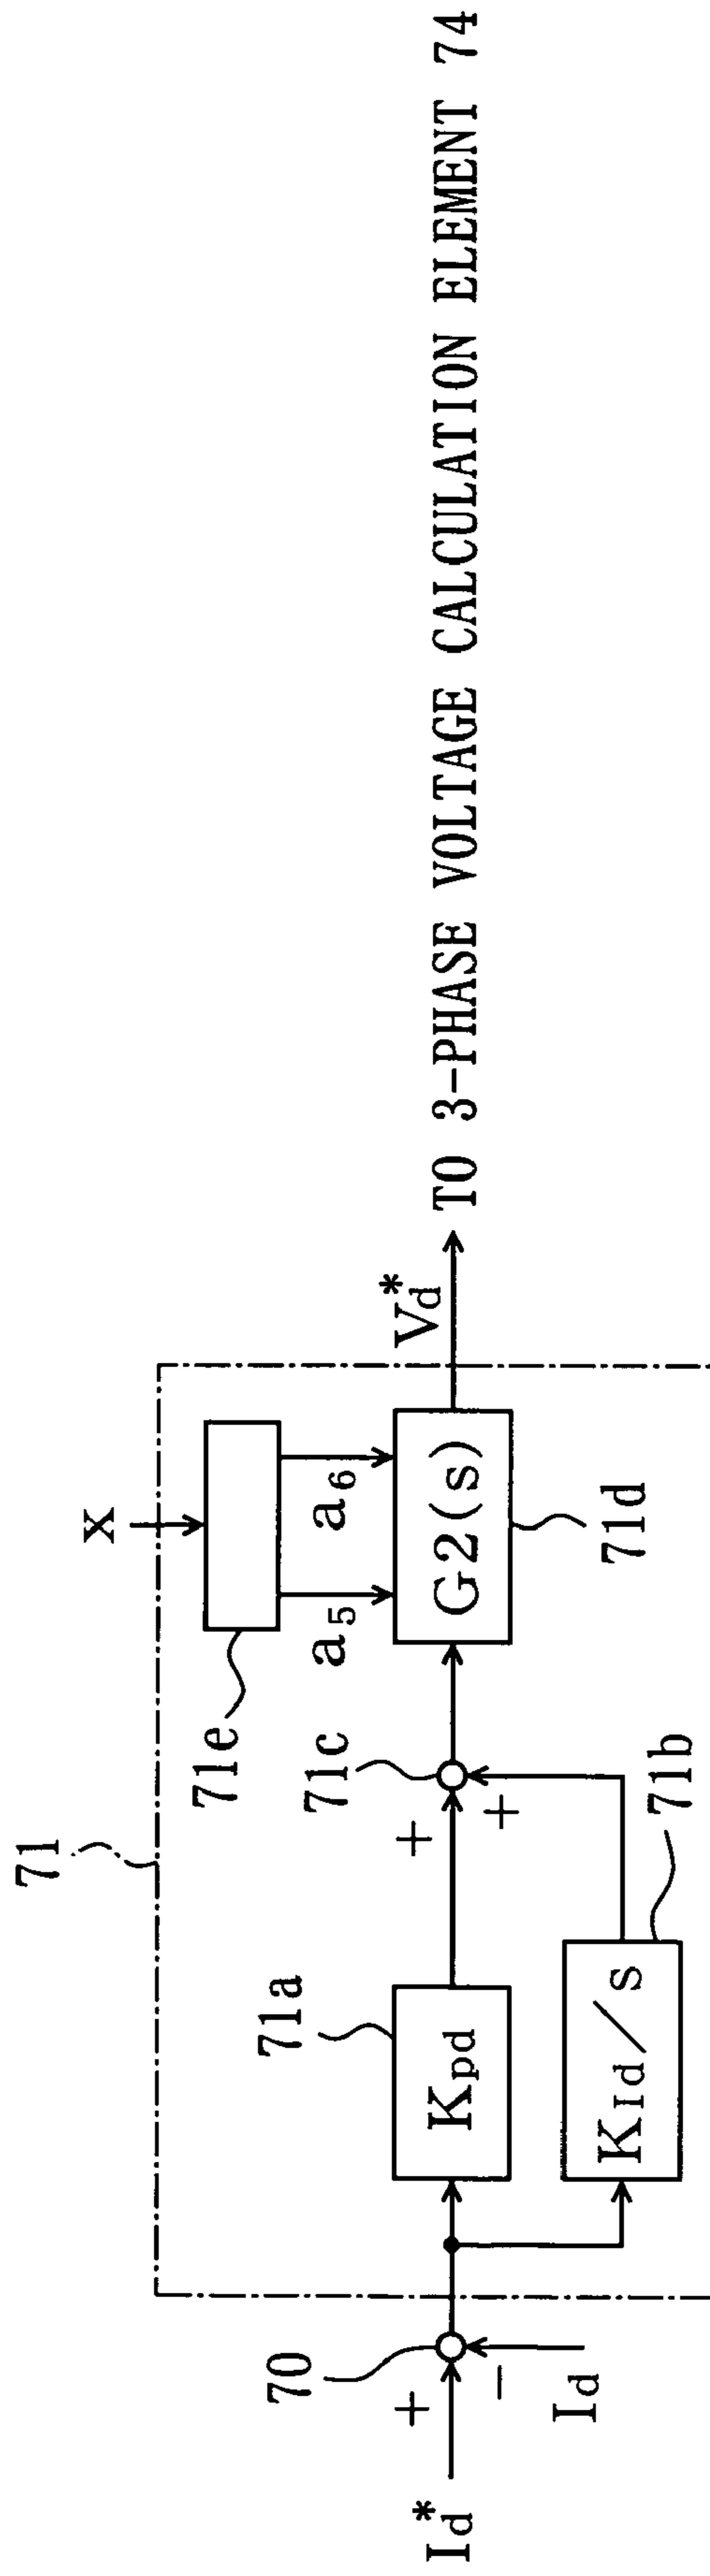 71
x
71e
a5
a6
71a
71c
Vd*
Id*
+
70
Kpd
+
G2(s)
TO 3-PHASE VOLTAGE CALCULATION ELEMENT 74
−
+
Id
KId/s
71b
71d